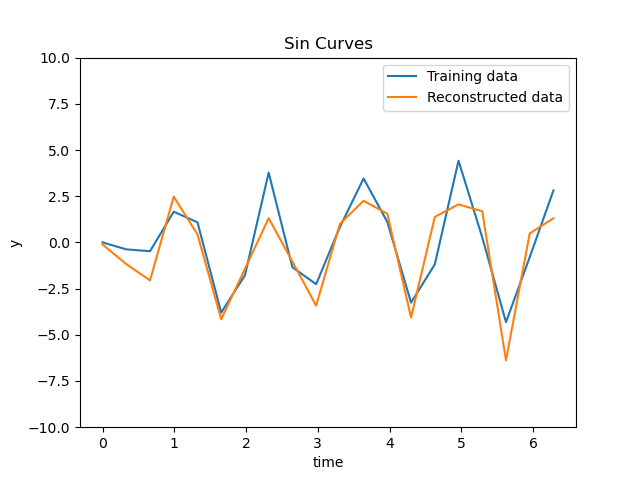 Sin Curves
10.0
7.5
5.0
2.5
0.0
−2.5
−5.0
−7.5
−10.0
y
Training data
Reconstructed data
0 1 2 3 4 5 6
time